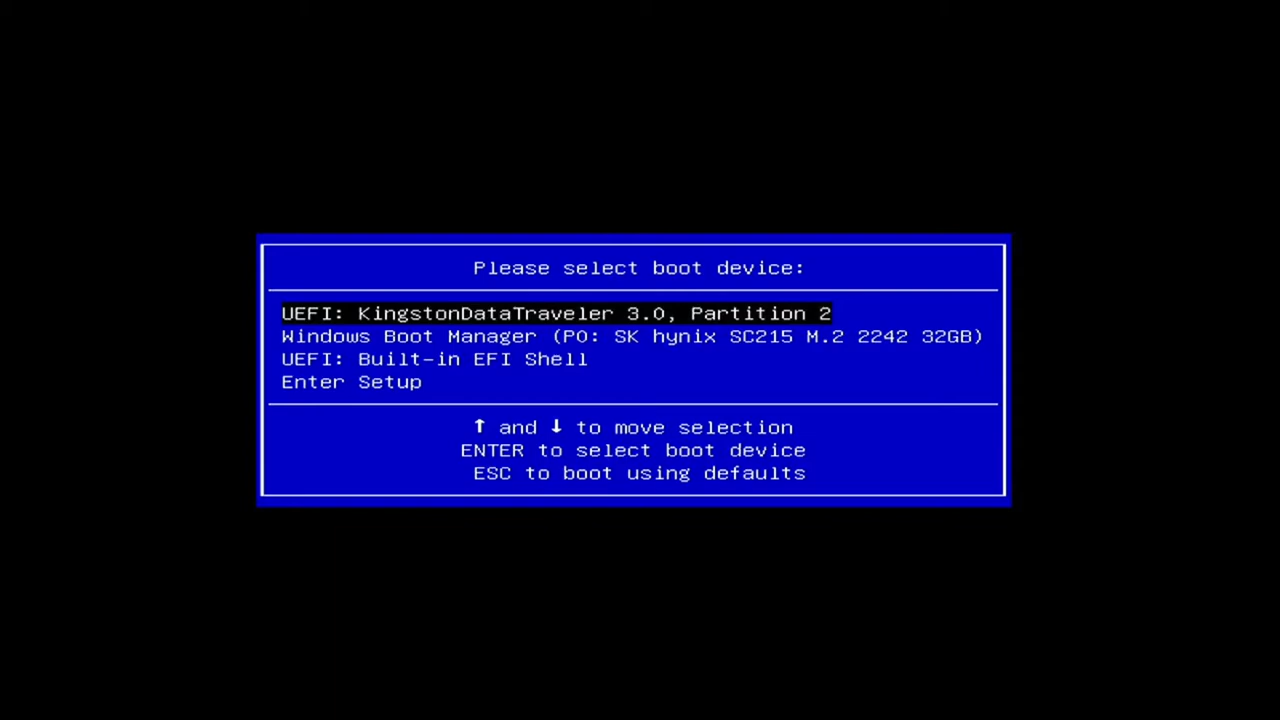 Please select boot device:
UEFI: KingstonDataTraveler 3.0, Partition 2
Windows Boot Manager (P0: SK hynix SC215 M.2 2242 32GB)
UEFI: Built-in EFI Shell
Enter Setup
↑ and ↓ to move selection
ENTER to select boot device
ESC to boot using defaults